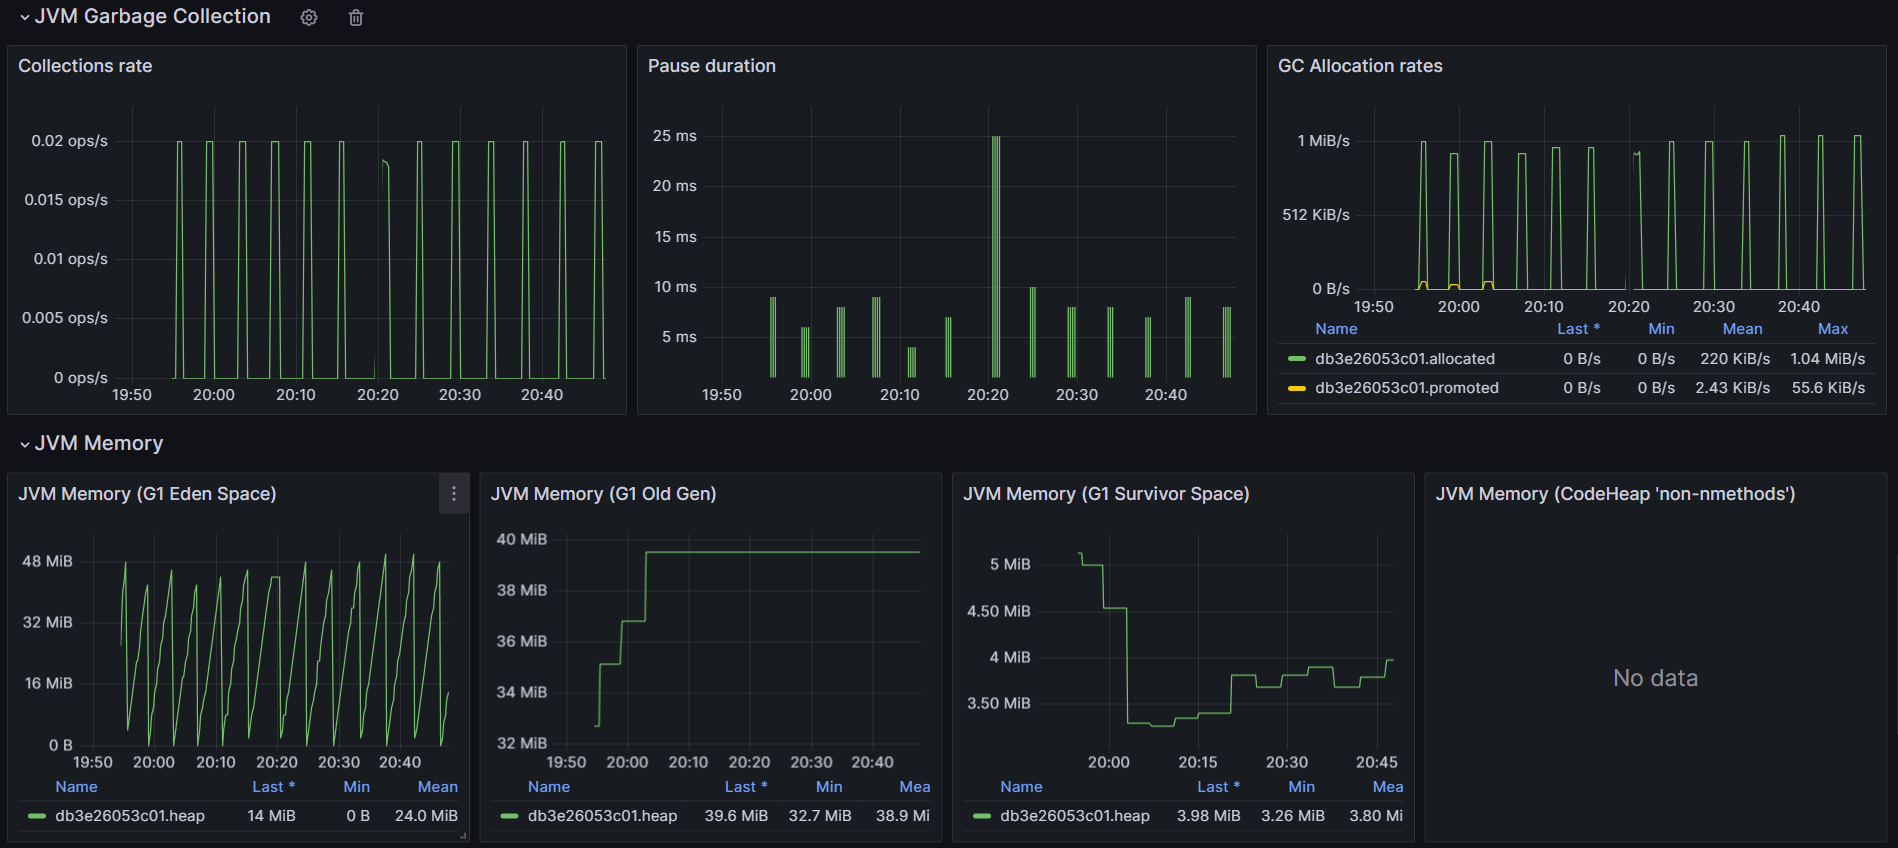 JVM Garbage Collection
Collections rate
0.02 ops/s
0.015 ops/s
0.01 ops/s
0.005 ops/s
0 ops/s
19:50 20:00 20:10 20:20 20:30 20:40
Pause duration
25 ms
20 ms
15 ms
10 ms
5 ms
19:50 20:00 20:10 20:20 20:30 20:40
GC Allocation rates
1 MiB/s
512 KiB/s
0 B/s
19:50 20:00 20:10 20:20 20:30 20:40
Name Last * Min Mean Max
db3e26053c01.allocated 0 B/s 0 B/s 220 KiB/s 1.04 MiB/s
db3e26053c01.promoted 0 B/s 0 B/s 2.43 KiB/s 55.6 KiB/s
JVM Memory
JVM Memory (G1 Eden Space)
48 MiB
32 MiB
16 MiB
0 B
19:50 20:00 20:10 20:20 20:30 20:40
Name Last * Min Mean
db3e26053c01.heap 14 MiB 0 B 24.0 MiB
JVM Memory (G1 Old Gen)
40 MiB
38 MiB
36 MiB
34 MiB
32 MiB
19:50 20:00 20:10 20:20 20:30 20:40
Name Last * Min Mea
db3e26053c01.heap 39.6 MiB 32.7 MiB 38.9 Mi
JVM Memory (G1 Survivor Space)
5 MiB
4.50 MiB
4 MiB
3.50 MiB
20:00 20:15 20:30 20:45
Name Last * Min Mea
db3e26053c01.heap 3.98 MiB 3.26 MiB 3.80 Mi
JVM Memory (CodeHeap 'non-nmethods')
No data